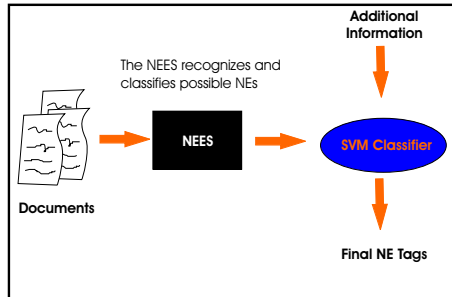 Additional
Information
The NEES recognizes and
classifies possible NEs
NEES
SVM Classifier
Documents
Final NE Tags